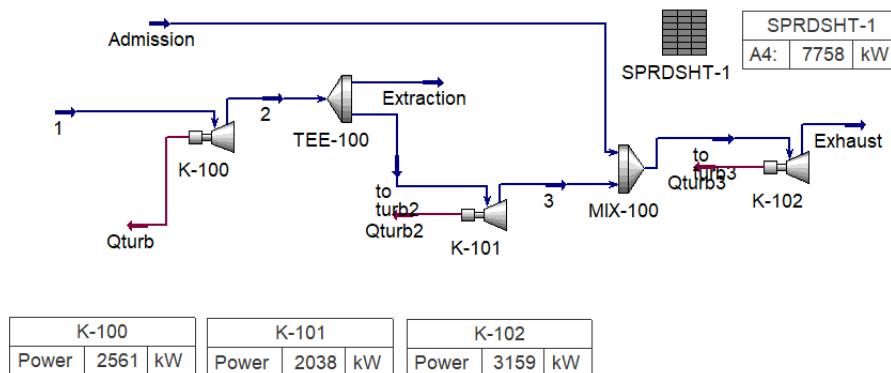 Admission
SPRDSHT-1
SPRDSHT-1
A4: 7758 kW
1
2
Extraction
TEE-100
K-100
Exhaust
to
turb3
Qturb3
K-102
to
turb2
Qturb2
3
MIX-100
K-101
Qturb
K-100
Power 2561 kW
K-101
Power 2038 kW
K-102
Power 3159 kW